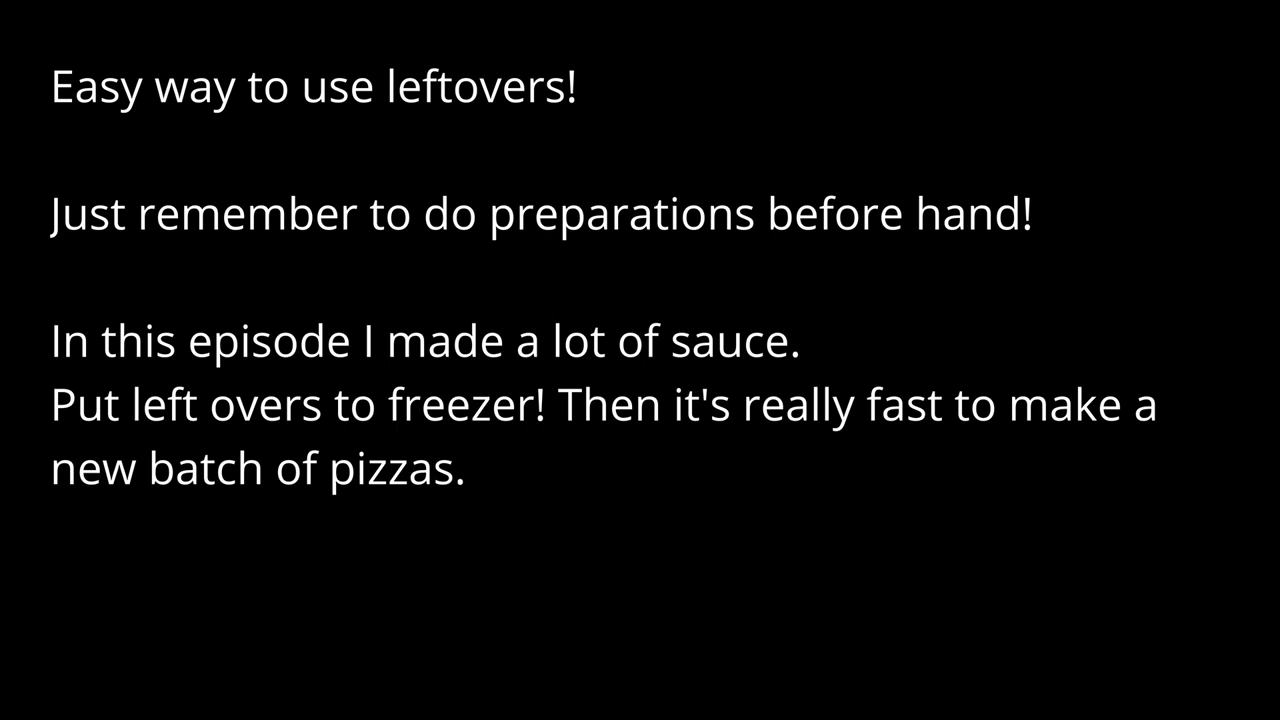 Easy way to use leftovers!
Just remember to do preparations before hand!
In this episode I made a lot of sauce.
Put left overs to freezer! Then it's really fast to make a
new batch of pizzas.